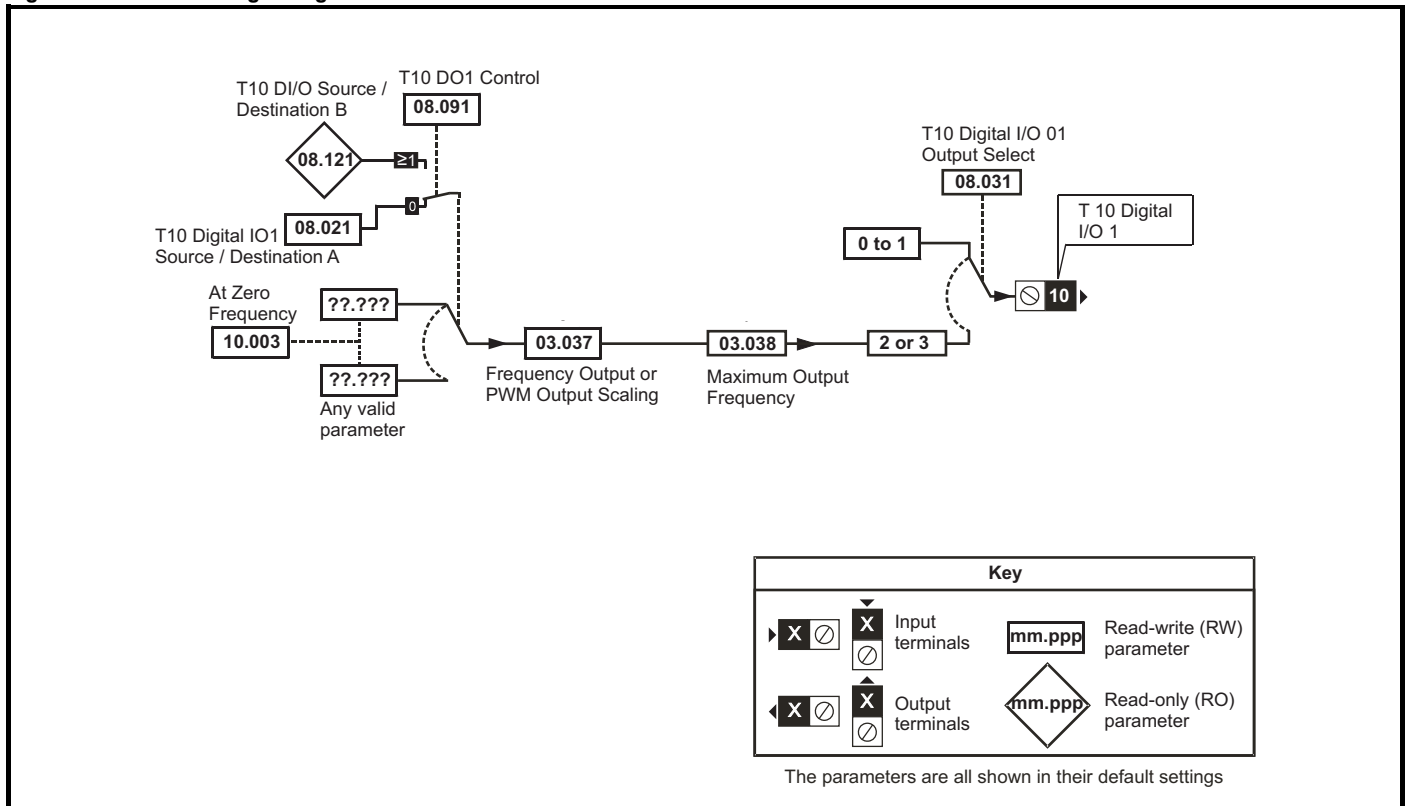 T10 DI/O Source /
Destination B
T10 DO1 Control
08.091
08.121
≥1
0
T10 Digital IO1
Source / Destination A
08.021
At Zero
Frequency
10.003
??.???
??.???
Any valid
parameter
03.037
Frequency Output or
PWM Output Scaling
03.038
Maximum Output
Frequency
T10 Digital I/O 01
Output Select
08.031
0 to 1
2 or 3
T 10 Digital
I/O 1
10
Key
X
X
Input
terminals
mm.ppp
Read-write (RW)
parameter
X
X
Output
terminals
mm.ppp
Read-only (RO)
parameter
The parameters are all shown in their default settings